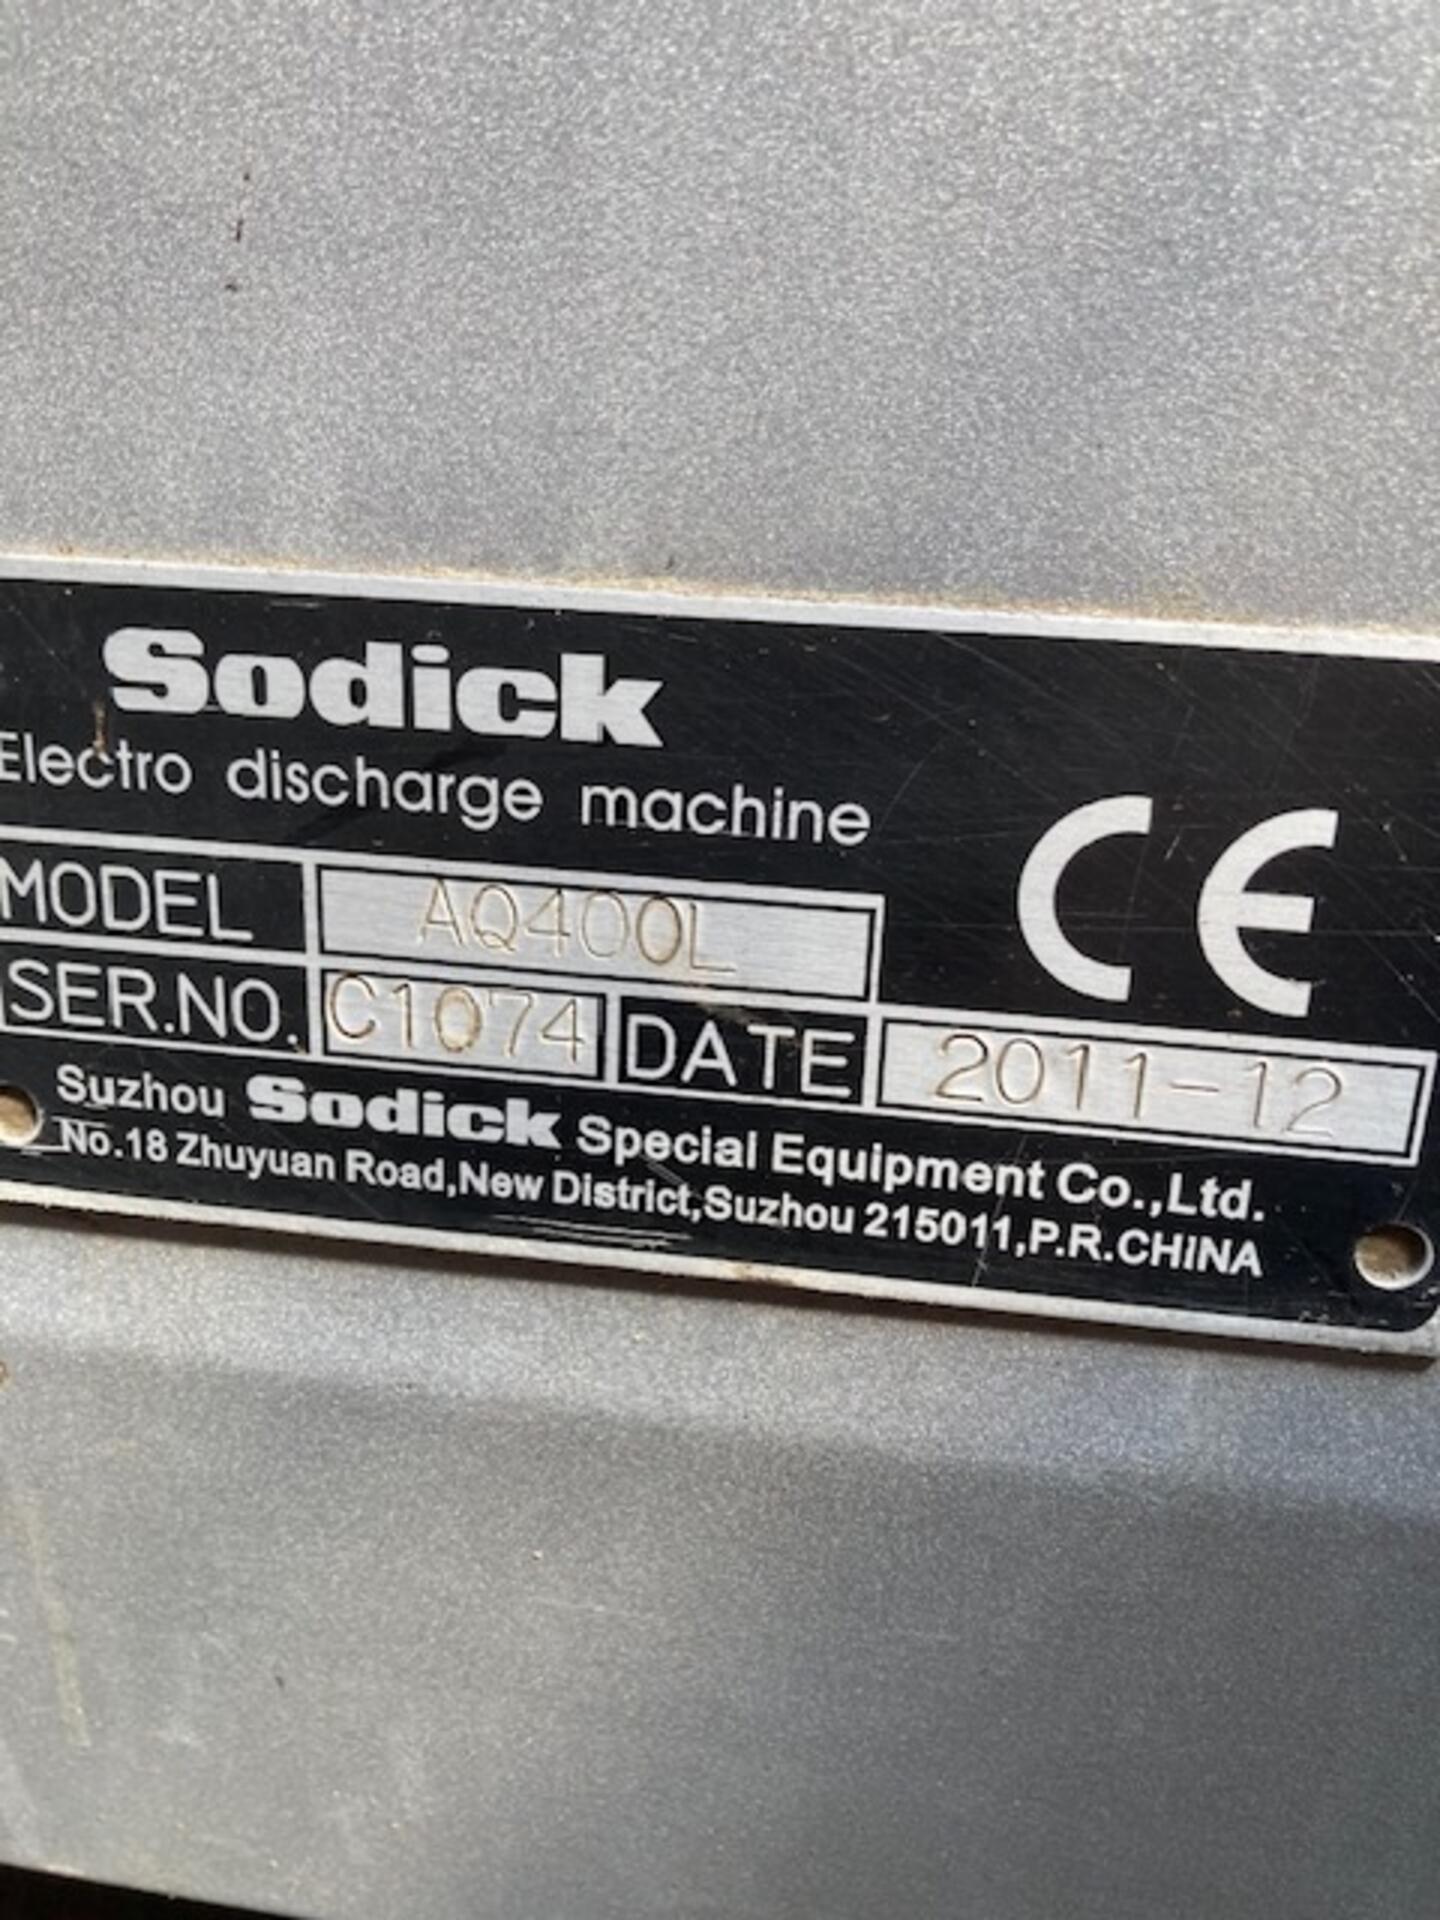 Sodick
Electro discharge machine
CE
MODEL AQ400L
SER.NO. C1074 DATE 2011-12
Suzhou Sodick Special Equipment Co.,Ltd.
No.18 Zhuyuan Road,New District,Suzhou 215011,P.R.CHINA